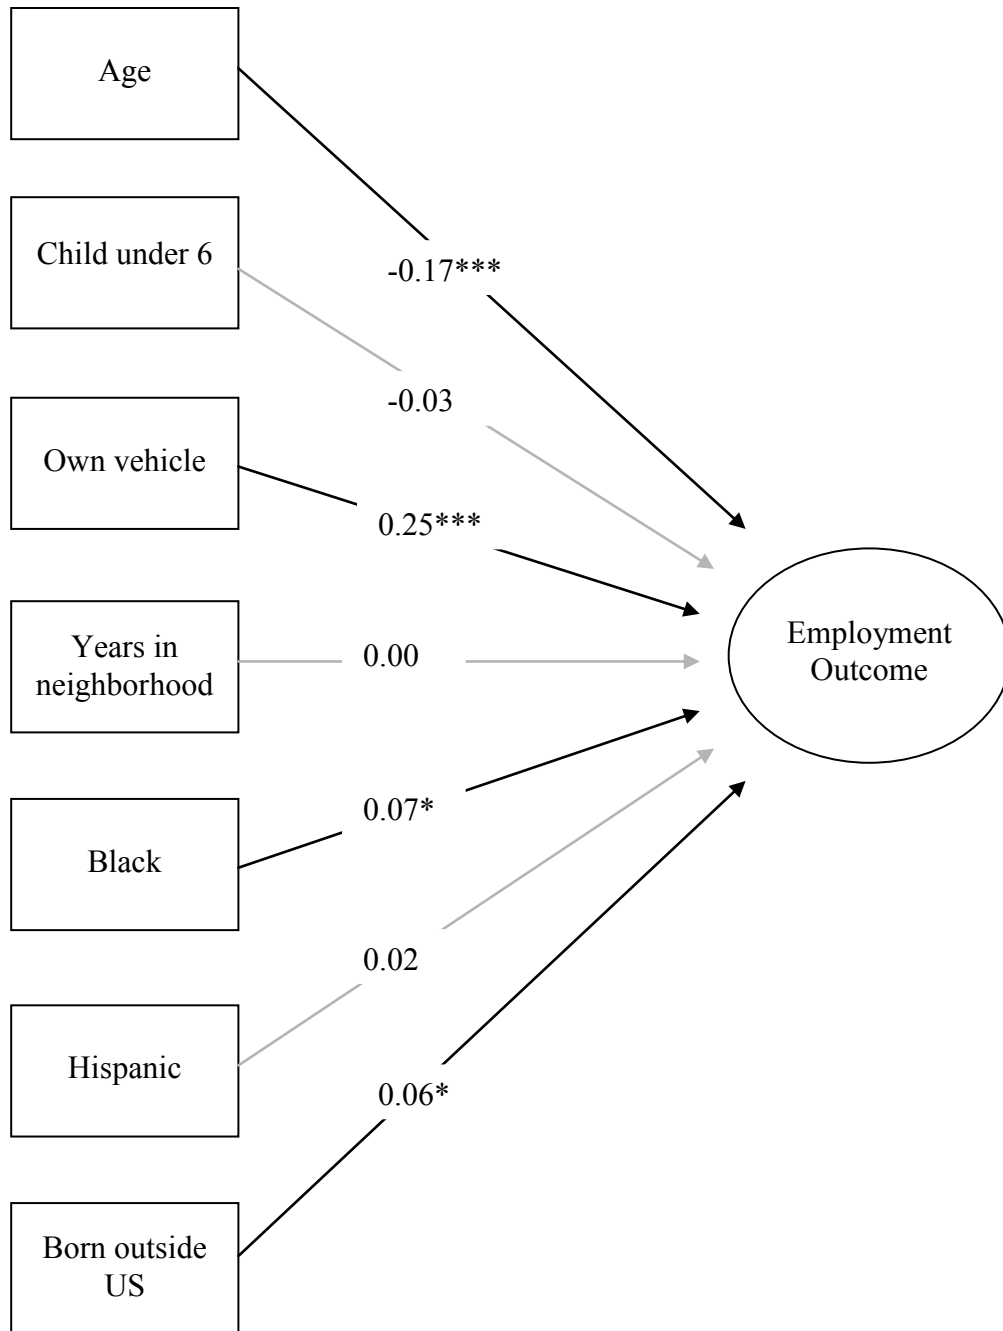 Age
-0.17***
Child under 6
-0.03
Own vehicle
0.25***
Years in
neighborhood
0.00
Employment
Outcome
Black
0.07*
Hispanic
0.02
Born outside
US
0.06*